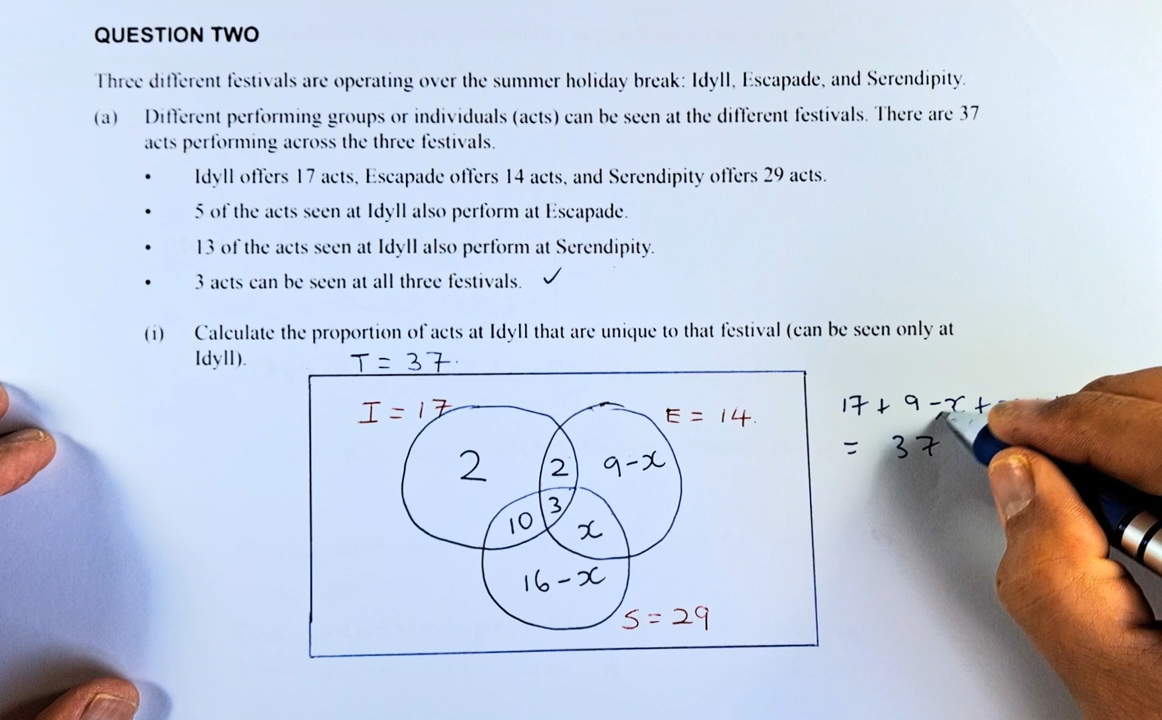 QUESTION TWO
Three different festivals are operating over the summer holiday break: Idyll, Escapade, and Serendipity.
(a) Different performing groups or individuals (acts) can be seen at the different festivals. There are 37
acts performing across the three festivals.
• Idyll offers 17 acts, Escapade offers 14 acts, and Serendipity offers 29 acts.
• 5 of the acts seen at Idyll also perform at Escapade.
• 13 of the acts seen at Idyll also perform at Serendipity.
• 3 acts can be seen at all three festivals. ✓
(i) Calculate the proportion of acts at Idyll that are unique to that festival (can be seen only at
Idyll). T = 37.
I = 17
E = 14.
17 + 9 - x +
= 37
2
2
9-x
3
10
x
16-x
S = 29